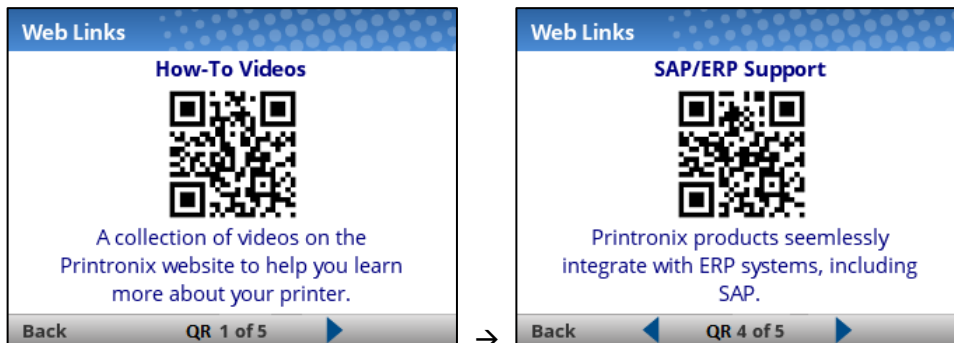 Web Links
How-To Videos
A collection of videos on the
Printronix website to help you learn
more about your printer.
Back QR 1 of 5
→
Web Links
SAP/ERP Support
Printronix products seemlessly
integrate with ERP systems, including
SAP.
Back QR 4 of 5